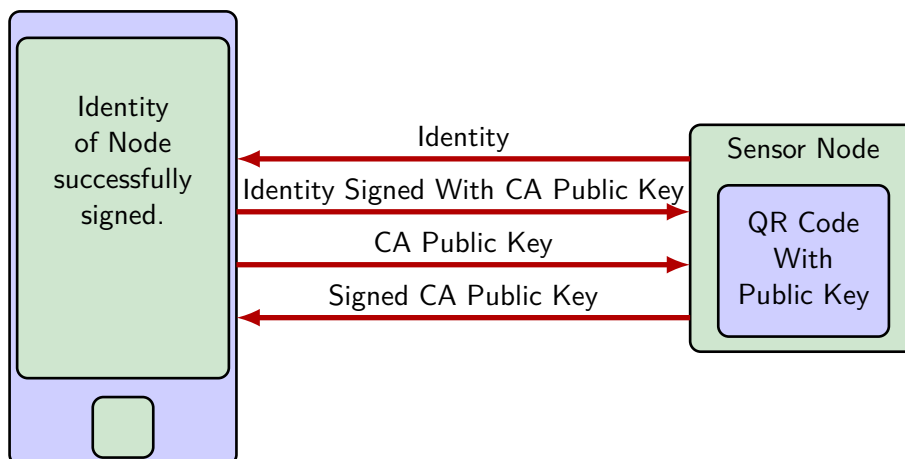 Identity
of Node
successfully
signed.
Identity
Identity Signed With CA Public Key
CA Public Key
Signed CA Public Key
Sensor Node
QR Code
With
Public Key